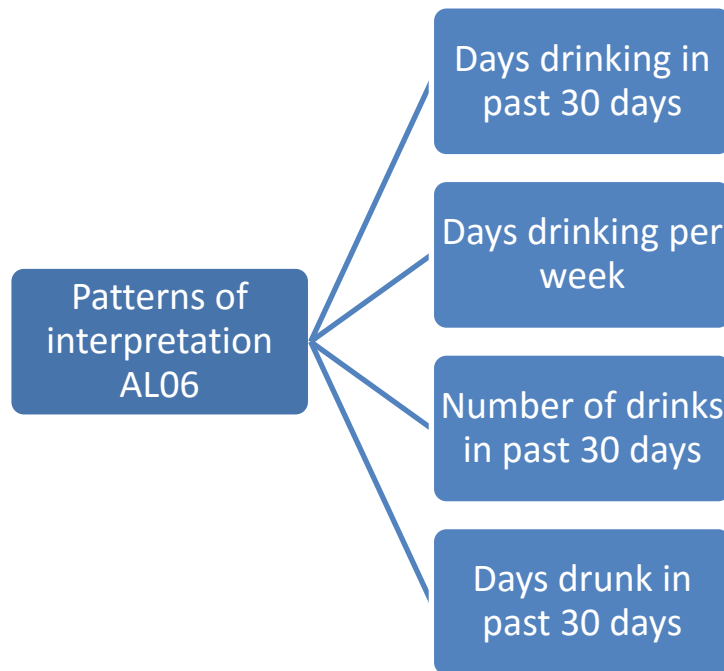 Patterns of
interpretation
AL06
Days drinking in
past 30 days
Days drinking per
week
Number of drinks
in past 30 days
Days drunk in
past 30 days